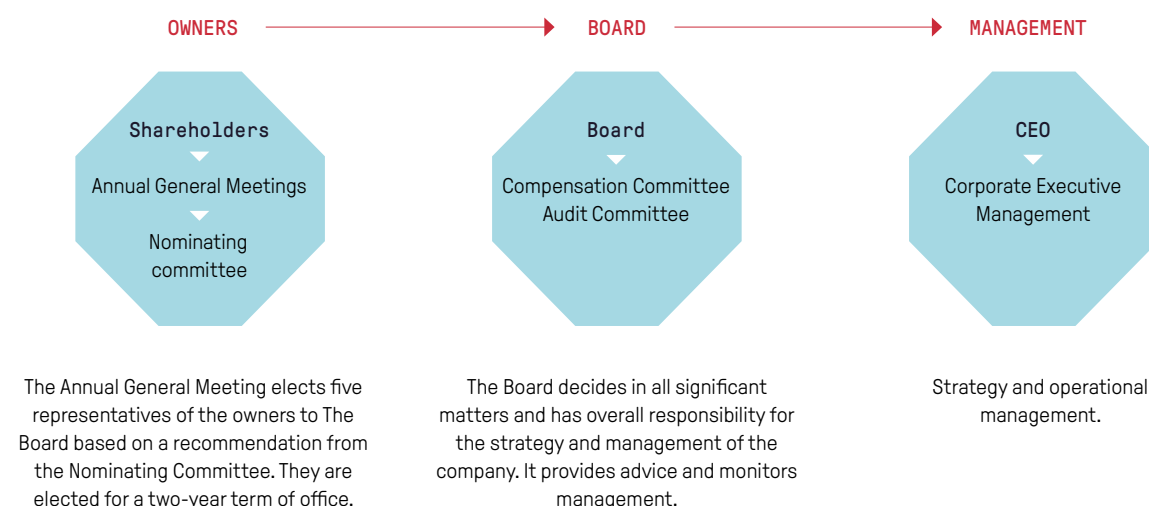 OWNERS
BOARD
MANAGEMENT
Shareholders
Annual General Meetings
Nominating
committee
Board
Compensation Committee
Audit Committee
CEO
Corporate Executive
Management
The Annual General Meeting elects five
representatives of the owners to The
Board based on a recommendation from
the Nominating Committee. They are
elected for a two-year term of office.
The Board decides in all significant
matters and has overall responsibility for
the strategy and management of the
company. It provides advice and monitors
management.
Strategy and operational
management.